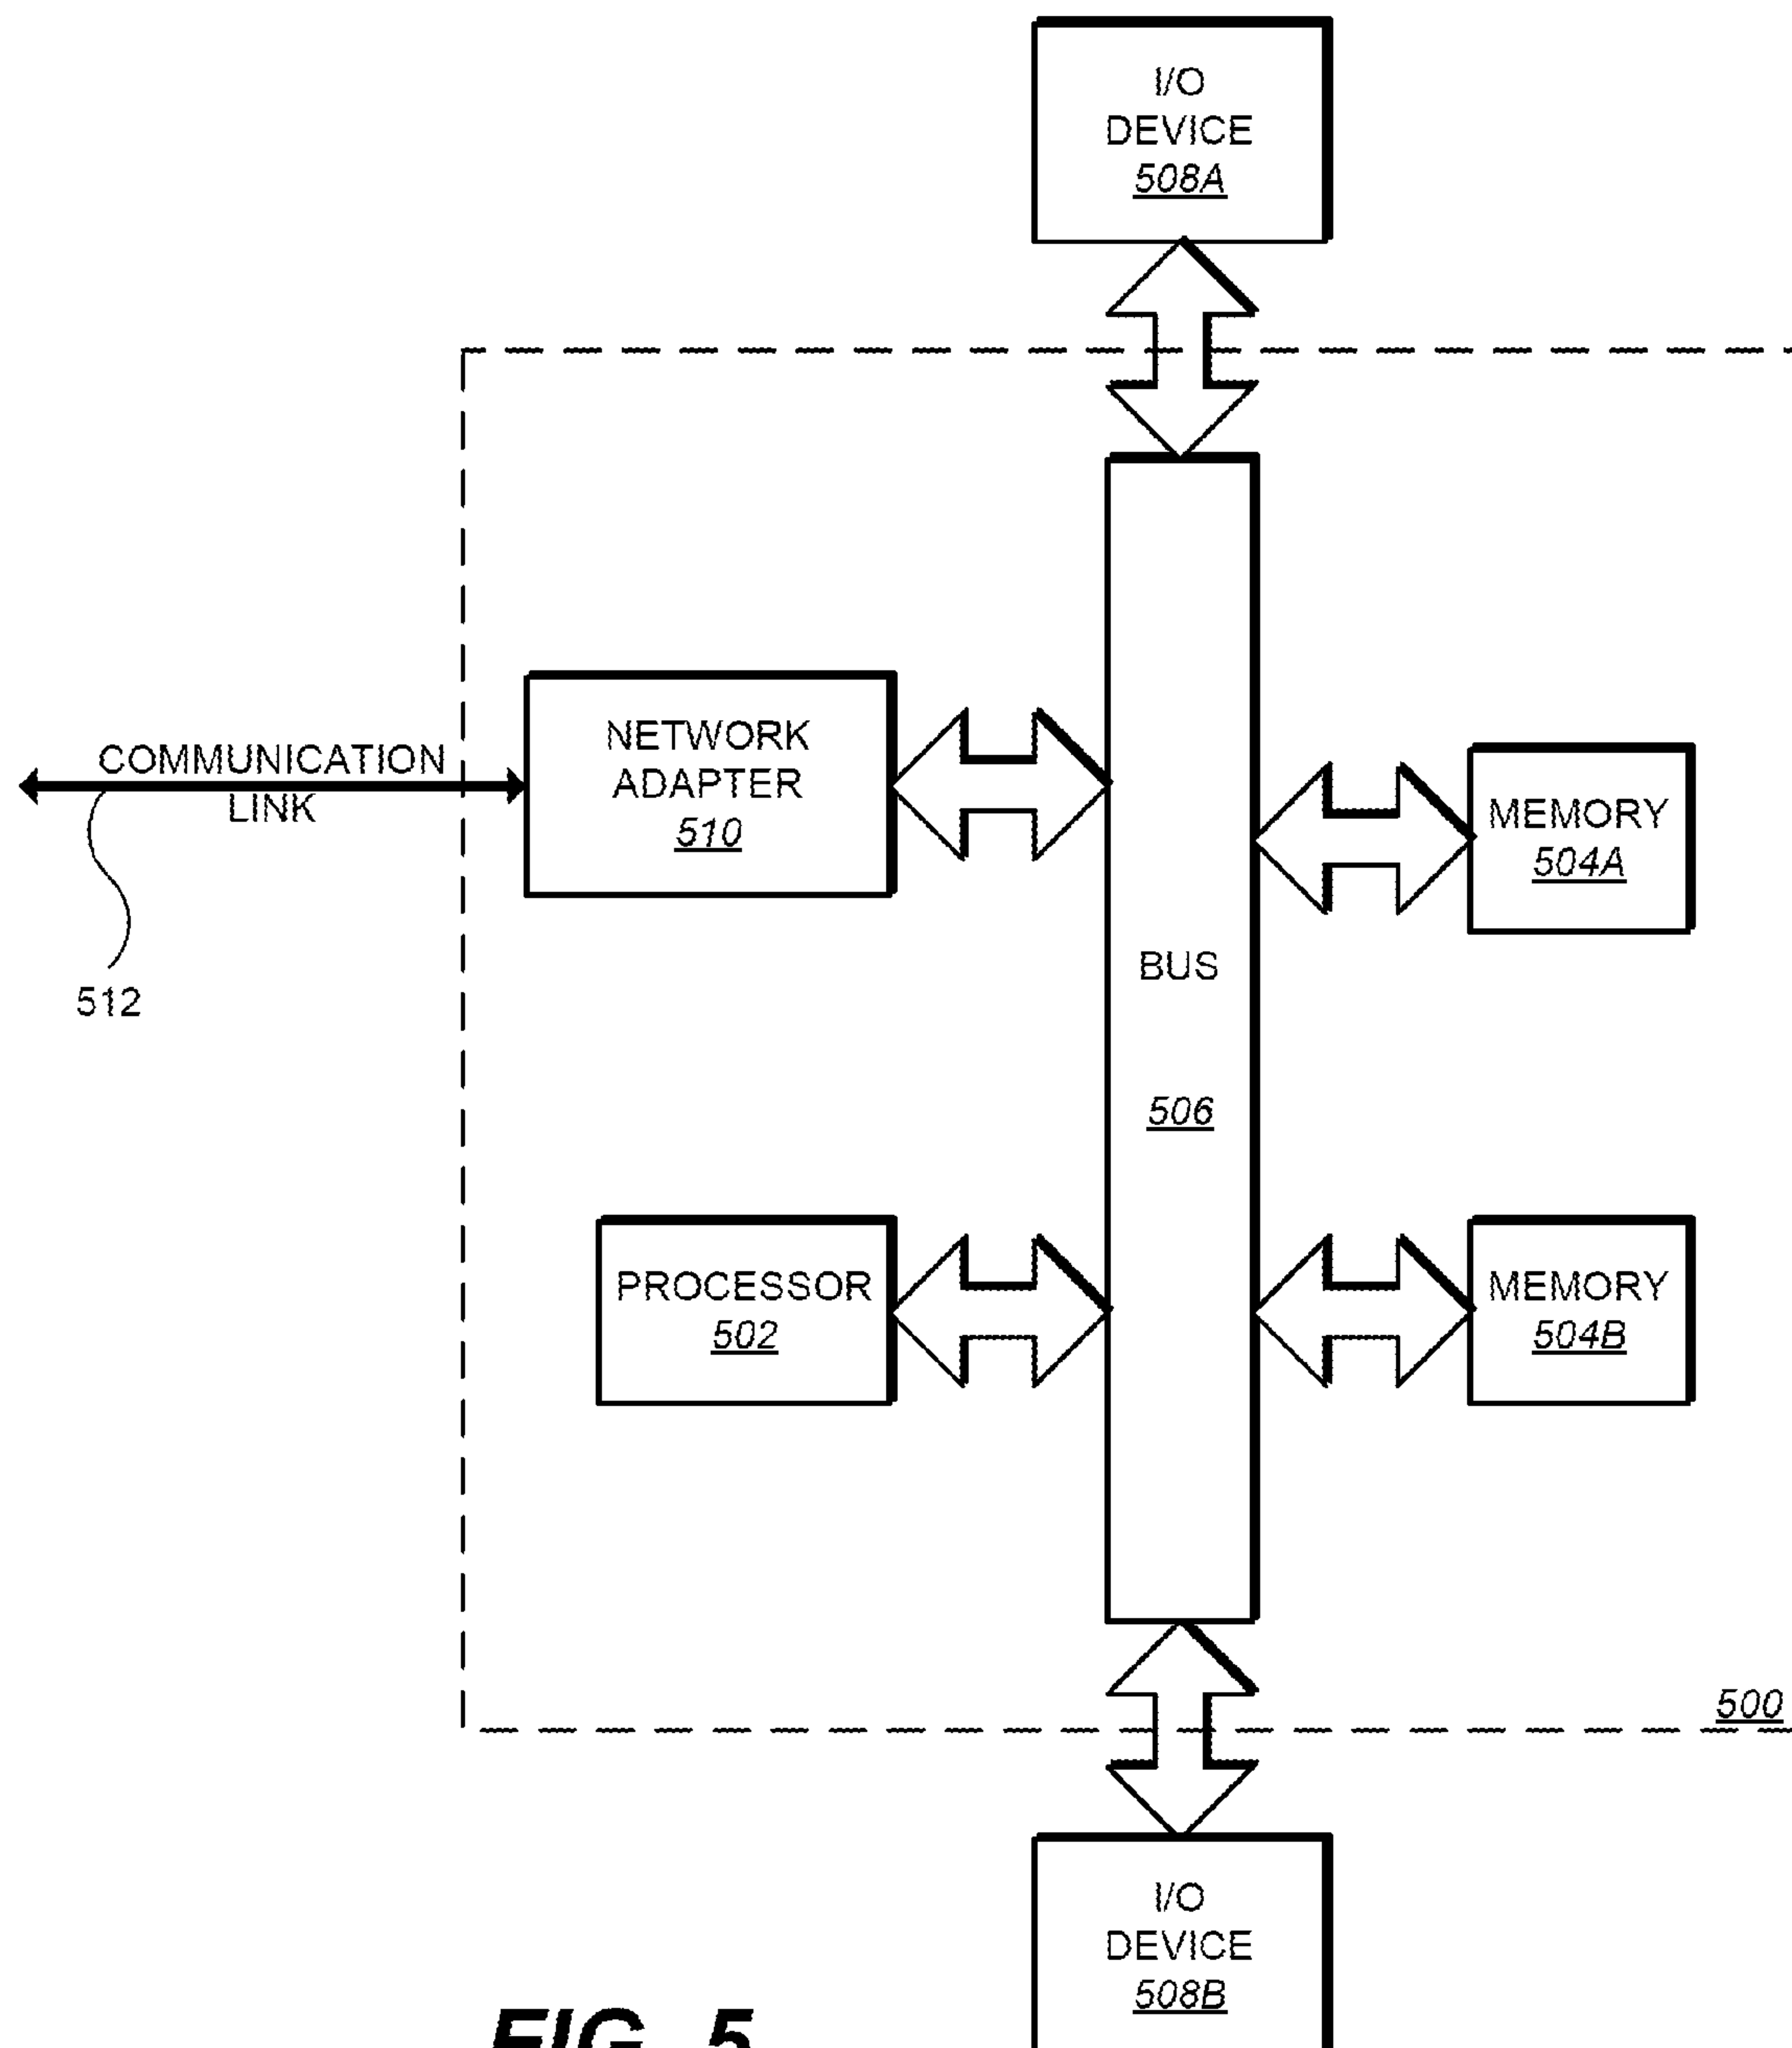 I/O
DEVICE
508A
COMMUNICATION
LINK
512
NETWORK
ADAPTER
510
MEMORY
504A
BUS
506
PROCESSOR
502
MEMORY
504B
500
I/O
DEVICE
508B
FIG. 5